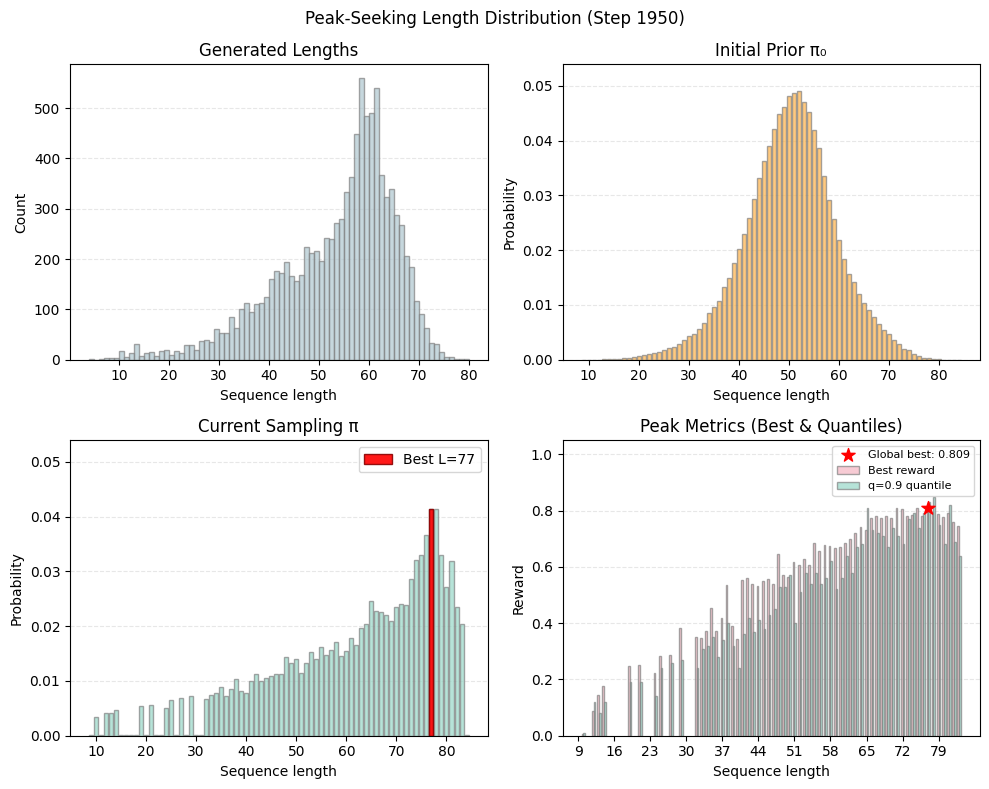 Peak-Seeking Length Distribution (Step 1950)
Generated Lengths
Count
500
400
300
200
100
0
10 20 30 40 50 60 70 80
Sequence length
Initial Prior π₀
Probability
0.05
0.04
0.03
0.02
0.01
0.00
10 20 30 40 50 60 70 80
Sequence length
Current Sampling π
Best L=77
Probability
0.05
0.04
0.03
0.02
0.01
0.00
10 20 30 40 50 60 70 80
Sequence length
Peak Metrics (Best & Quantiles)
Global best: 0.809
Best reward
q=0.9 quantile
Reward
1.0
0.8
0.6
0.4
0.2
0.0
9 16 23 30 37 44 51 58 65 72 79
Sequence length